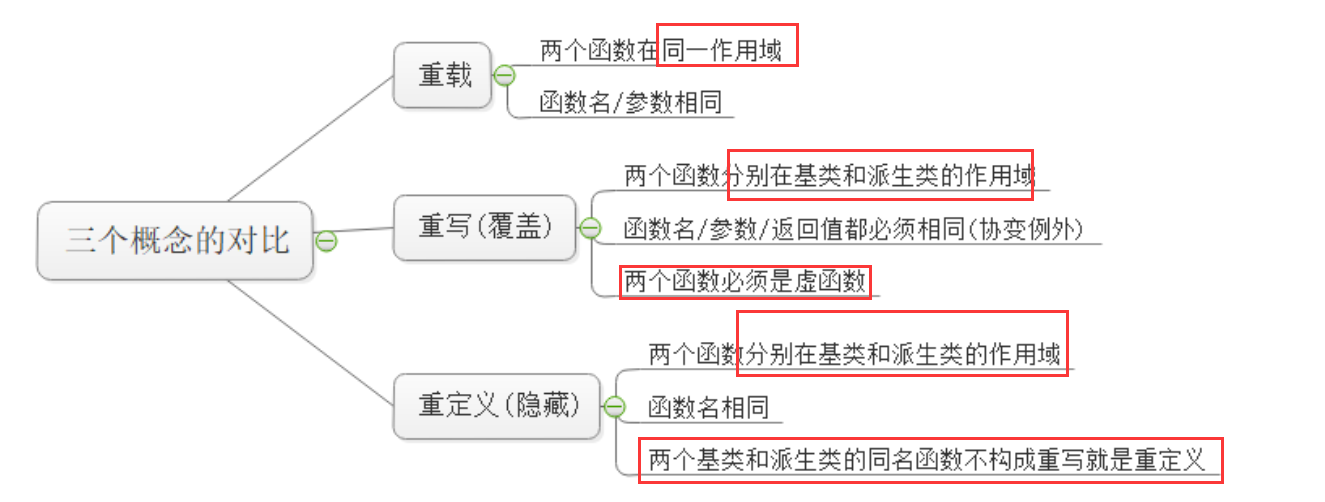 三个概念的对比
重载
两个函数在同一作用域
函数名/参数相同
重写(覆盖)
两个函数分别在基类和派生类的作用域
函数名/参数/返回值都必须相同(协变例外)
两个函数必须是虚函数
重定义(隐藏)
两个函数分别在基类和派生类的作用域
函数名相同
两个基类和派生类的同名函数不构成重写就是重定义